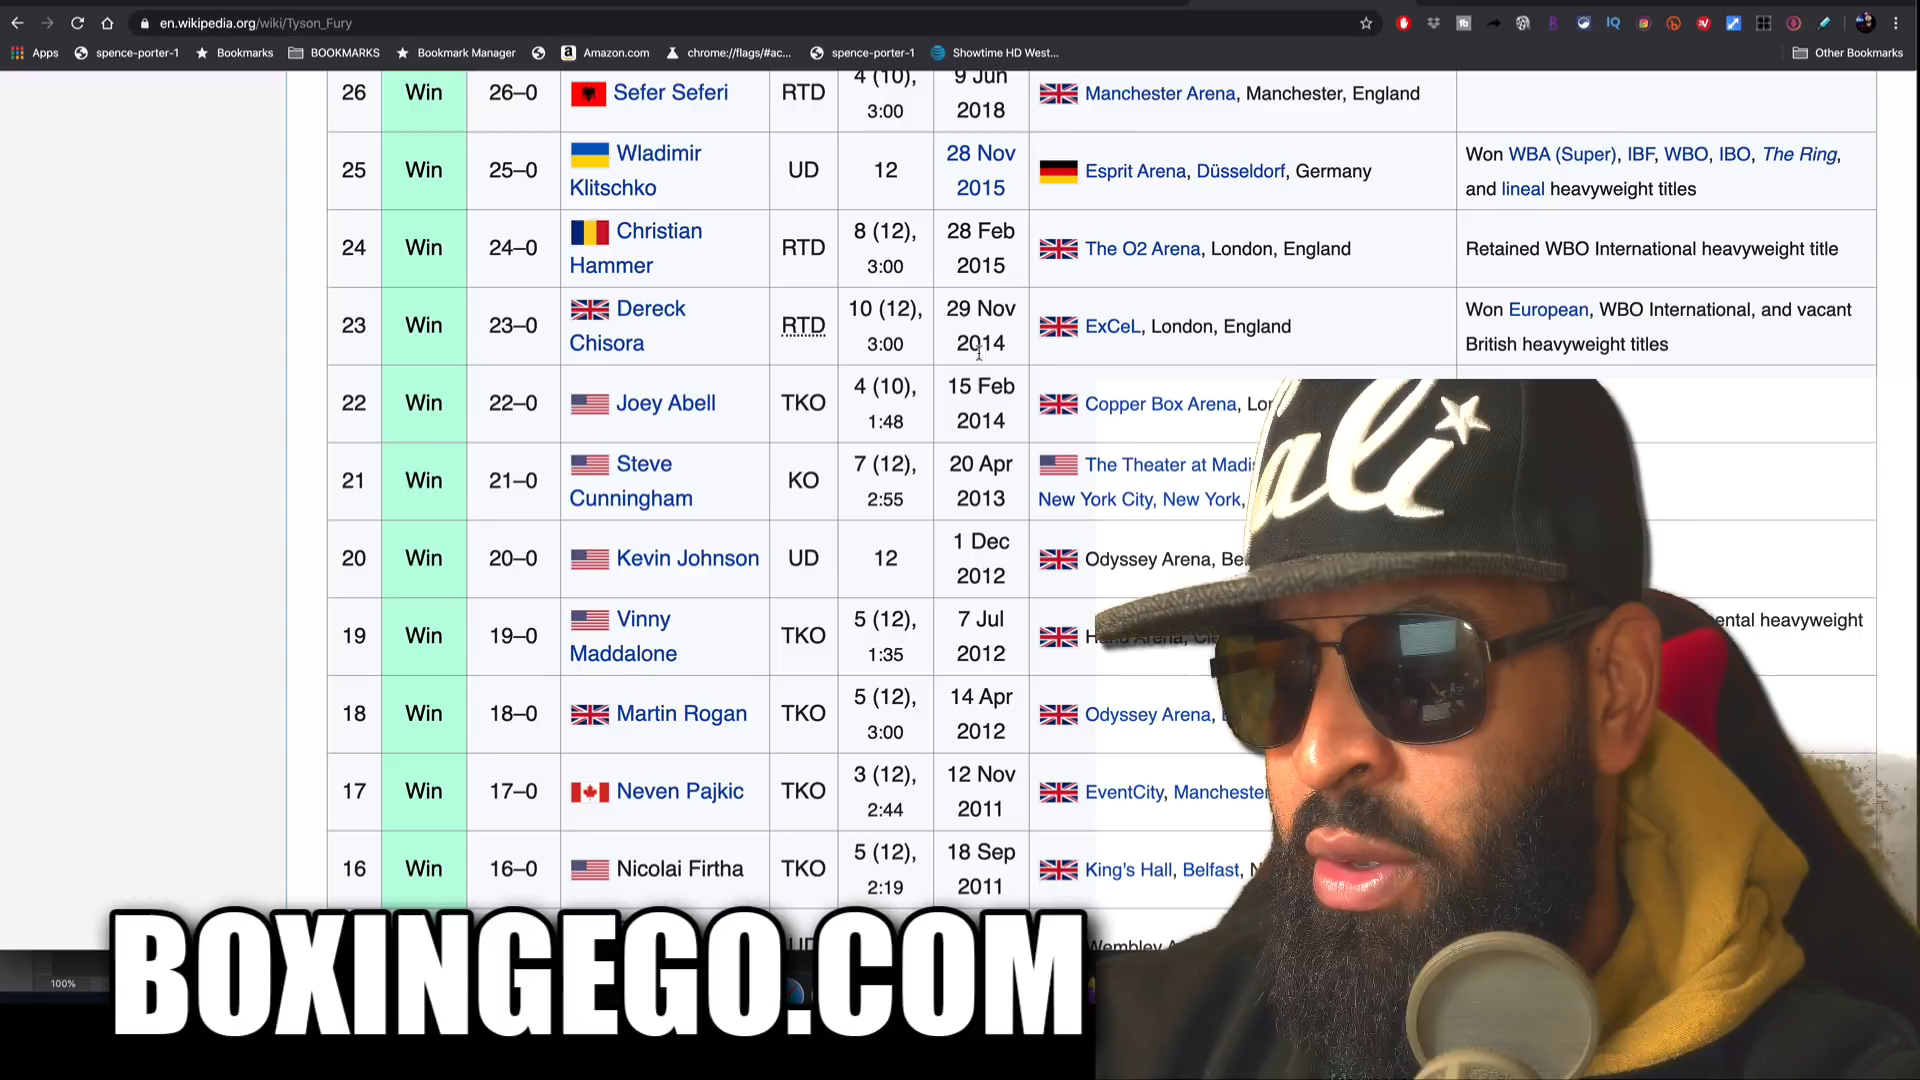 en.wikipedia.org/wiki/Tyson_Fury
Apps spence-porter-1 Bookmarks BOOKMARKS Bookmark Manager Amazon.com chrome://flags/#ac... spence-porter-1 Showtime HD West... Other Bookmarks
26 Win 26–0 Sefer Seferi RTD 4 (10), 3:00 9 Jun 2018 Manchester Arena, Manchester, England
25 Win 25–0 Wladimir Klitschko UD 12 28 Nov 2015 Esprit Arena, Düsseldorf, Germany Won WBA (Super), IBF, WBO, IBO, The Ring, and lineal heavyweight titles
24 Win 24–0 Christian Hammer RTD 8 (12), 3:00 28 Feb 2015 The O2 Arena, London, England Retained WBO International heavyweight title
23 Win 23–0 Dereck Chisora RTD 10 (12), 3:00 29 Nov 2014 ExCeL, London, England Won European, WBO International, and vacant British heavyweight titles
22 Win 22–0 Joey Abell TKO 4 (10), 1:48 15 Feb 2014 Copper Box Arena,
21 Win 21–0 Steve Cunningham KO 7 (12), 2:55 20 Apr 2013 The Theater at New York City, New York,
20 Win 20–0 Kevin Johnson UD 12 1 Dec 2012 Odyssey Arena,
19 Win 19–0 Vinny Maddalone TKO 5 (12), 1:35 7 Jul 2012 heavyweight
18 Win 18–0 Martin Rogan TKO 5 (12), 3:00 14 Apr 2012 Odyssey Arena,
17 Win 17–0 Neven Pajkic TKO 3 (12), 2:44 12 Nov 2011 EventCity, Manchester
16 Win 16–0 Nicolai Firtha TKO 5 (12), 2:19 18 Sep 2011 King's Hall, Belfast,
UD Wembley
ali
100%
BOXINGEGO.COM